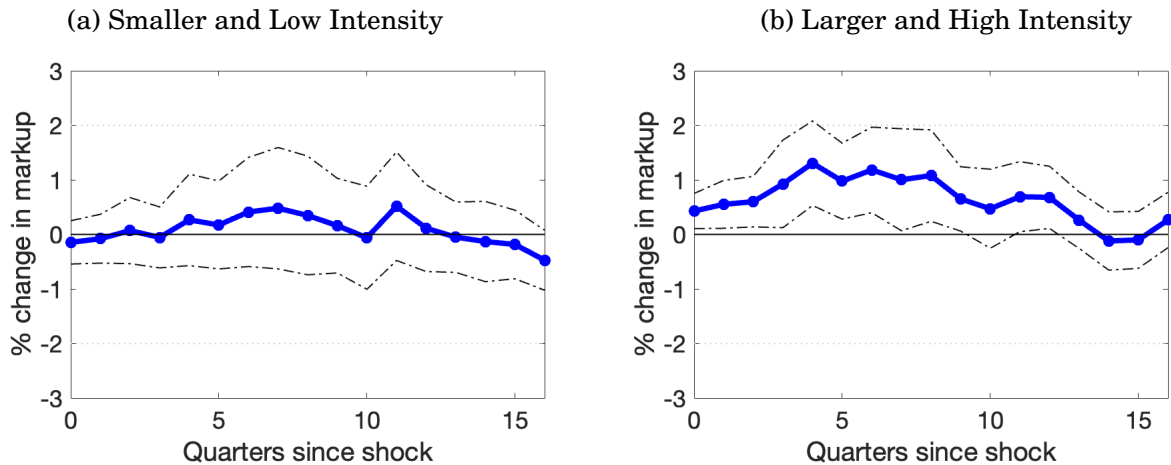 (a) Smaller and Low Intensity
3
2
1
0
-1
-2
-3
% change in markup
0 5 10 15
Quarters since shock
(b) Larger and High Intensity
3
2
1
0
-1
-2
-3
% change in markup
0 5 10 15
Quarters since shock